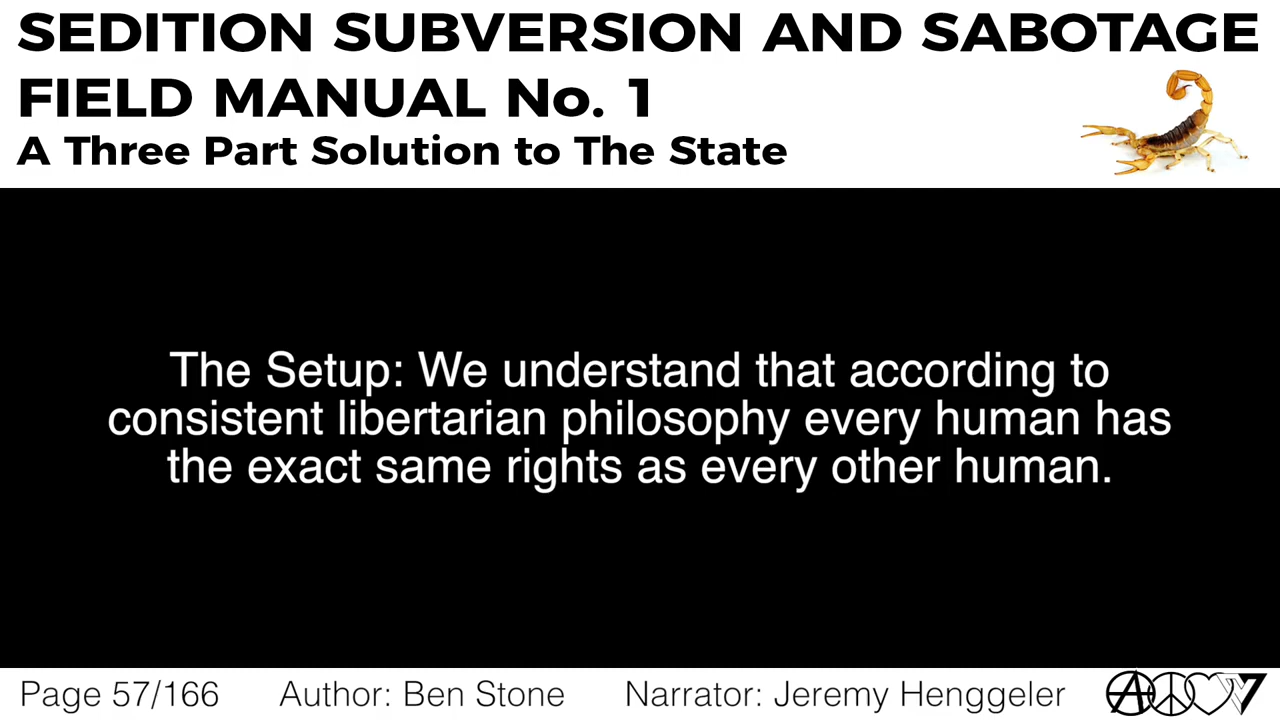 SEDITION SUBVERSION AND SABOTAGE
FIELD MANUAL No. 1
A Three Part Solution to The State
The Setup: We understand that according to
consistent libertarian philosophy every human has
the exact same rights as every other human.
Page 57/166 Author: Ben Stone Narrator: Jeremy Henggeler